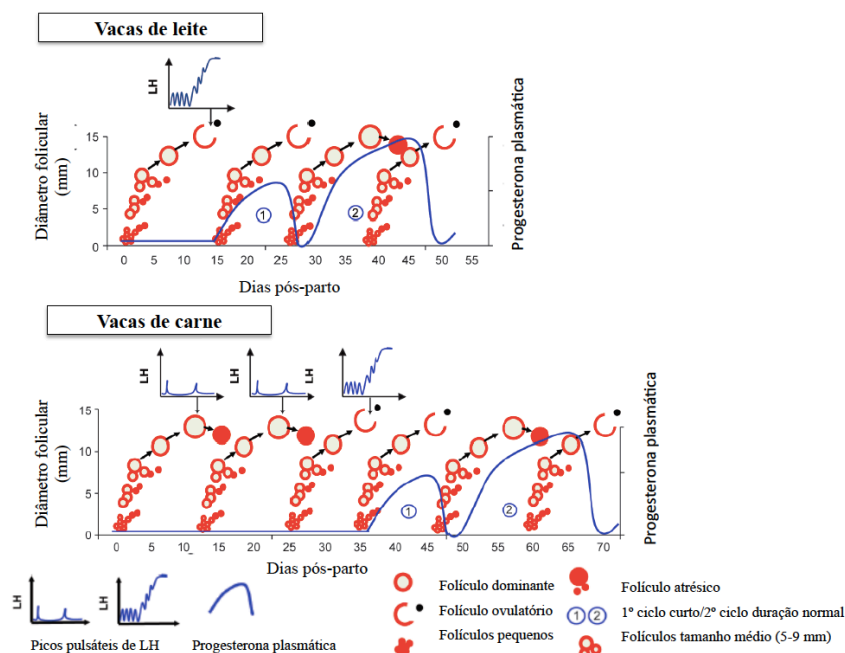 Vacas de leite
LH
Diâmetro folicular
(mm)
15
10
5
0
Progesterona plasmática
1
2
0 5 10 15 20 25 25 30 35 40 45 50 55
Dias pós-parto
Vacas de carne
LH
LH
LH
Diâmetro folicular
(mm)
15
10
5
0
Progesterona plasmática
1
2
0 5 10 15 20 25 30 35 40 45 50 55 60 65 70
Dias pós-parto
LH
LH
Picos pulsáteis de LH
Progesterona plasmática
Folículo dominante
Folículo ovulatório
Folículos pequenos
Folículo atrésico
1 2 1º ciclo curto/2º ciclo duração normal
Folículos tamanho médio (5-9 mm)